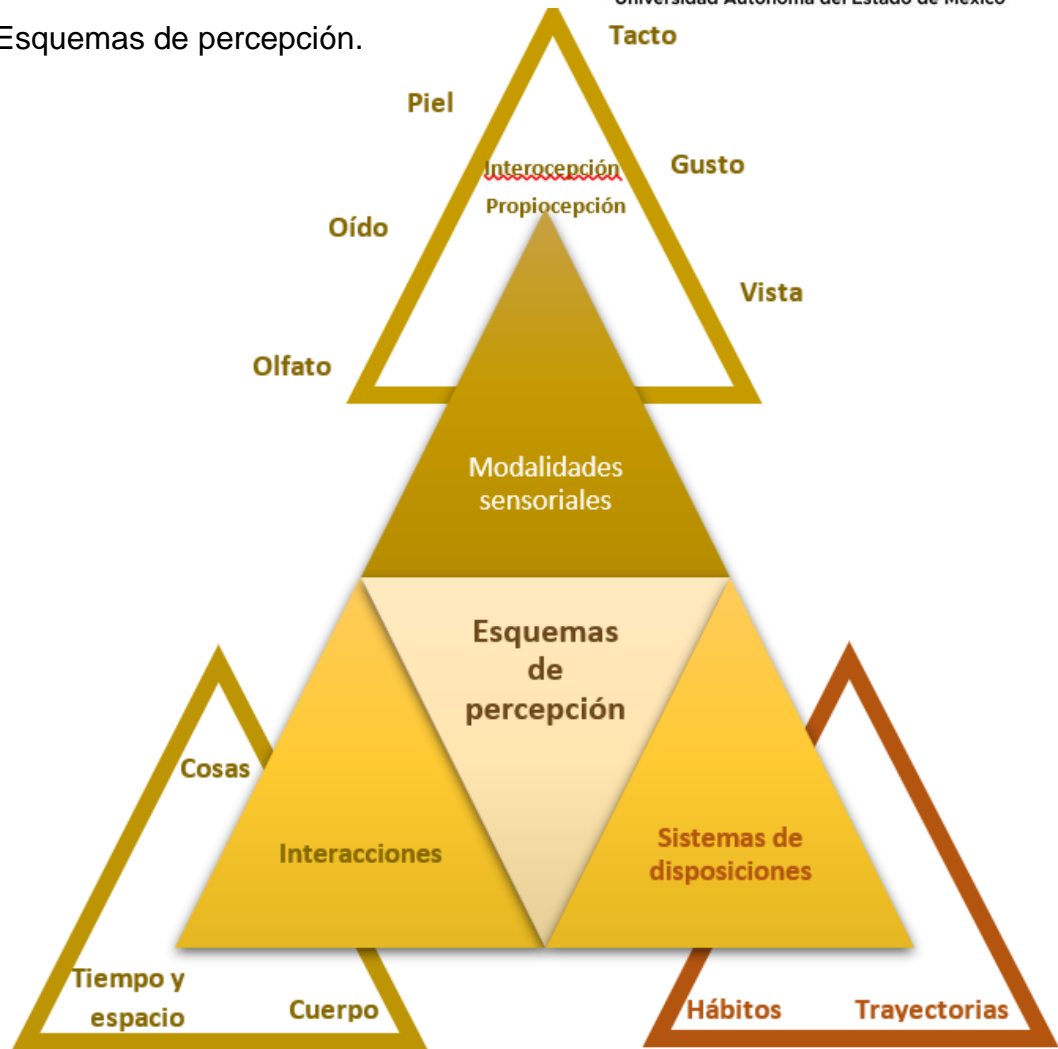 Universidad Autónoma del Estado de México
Esquemas de percepción.
Tacto
Piel
Interocepción
Gusto
Propiocepción
Oído
Vista
Olfato
Modalidades
sensoriales
Esquemas
de
percepción
Cosas
Interacciones
Sistemas de
disposiciones
Tiempo y
espacio
Cuerpo
Hábitos
Trayectorias